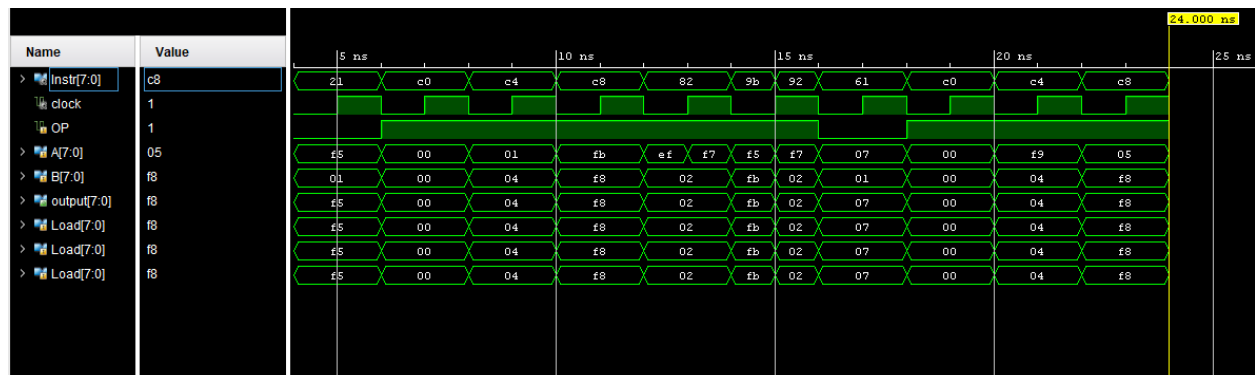 24.000 ns
Name Value
5 ns 10 ns 15 ns 20 ns 25 ns
> Instr[7:0] c8 21 c0 c4 c8 82 9b 92 61 c0 c4 c8
clock 1
OP 1
> A[7:0] 05 f5 00 01 fb ef f7 f5 f7 07 00 f9 05
> B[7:0] f8 01 00 04 f8 02 fb 02 01 00 04 f8
> output[7:0] f8 f5 00 04 f8 02 fb 02 07 00 04 f8
> Load[7:0] f8 f5 00 04 f8 02 fb 02 07 00 04 f8
> Load[7:0] f8 f5 00 04 f8 02 fb 02 07 00 04 f8
> Load[7:0] f8 f5 00 04 f8 02 fb 02 07 00 04 f8